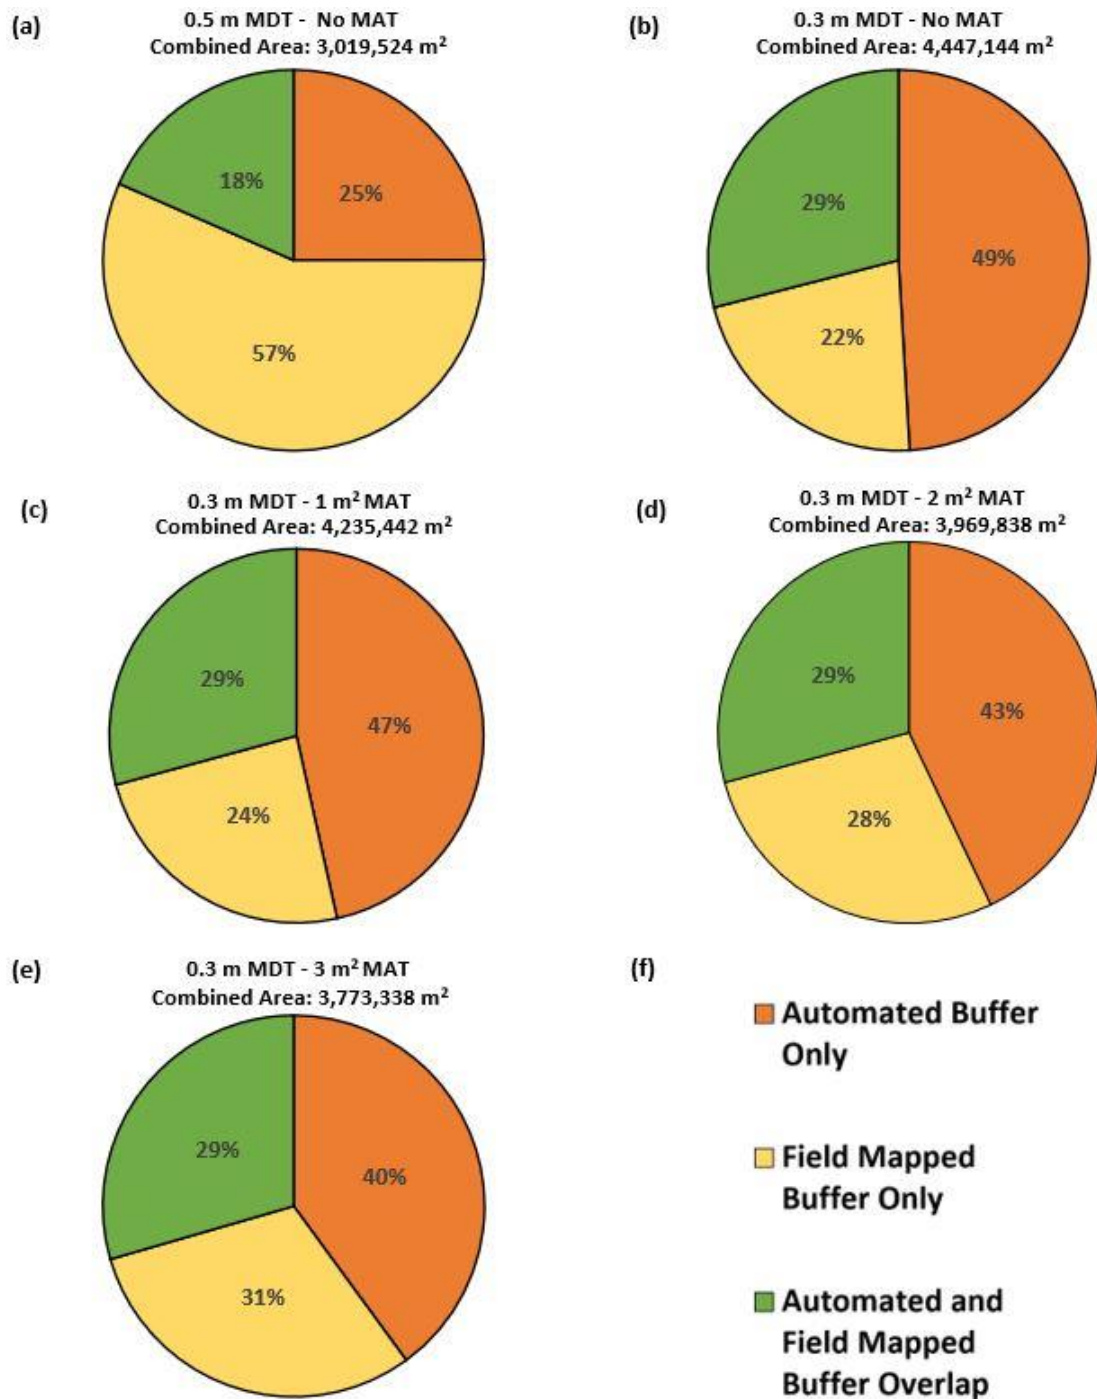 (a)
0.5 m MDT - No MAT
Combined Area: 3,019,524 m²
18%
25%
57%
(b)
0.3 m MDT - No MAT
Combined Area: 4,447,144 m²
29%
49%
22%
(c)
0.3 m MDT - 1 m² MAT
Combined Area: 4,235,442 m²
29%
47%
24%
(d)
0.3 m MDT - 2 m² MAT
Combined Area: 3,969,838 m²
29%
43%
28%
(e)
0.3 m MDT - 3 m² MAT
Combined Area: 3,773,338 m²
29%
40%
31%
(f)
Automated Buffer
Only
Field Mapped
Buffer Only
Automated and
Field Mapped
Buffer Overlap